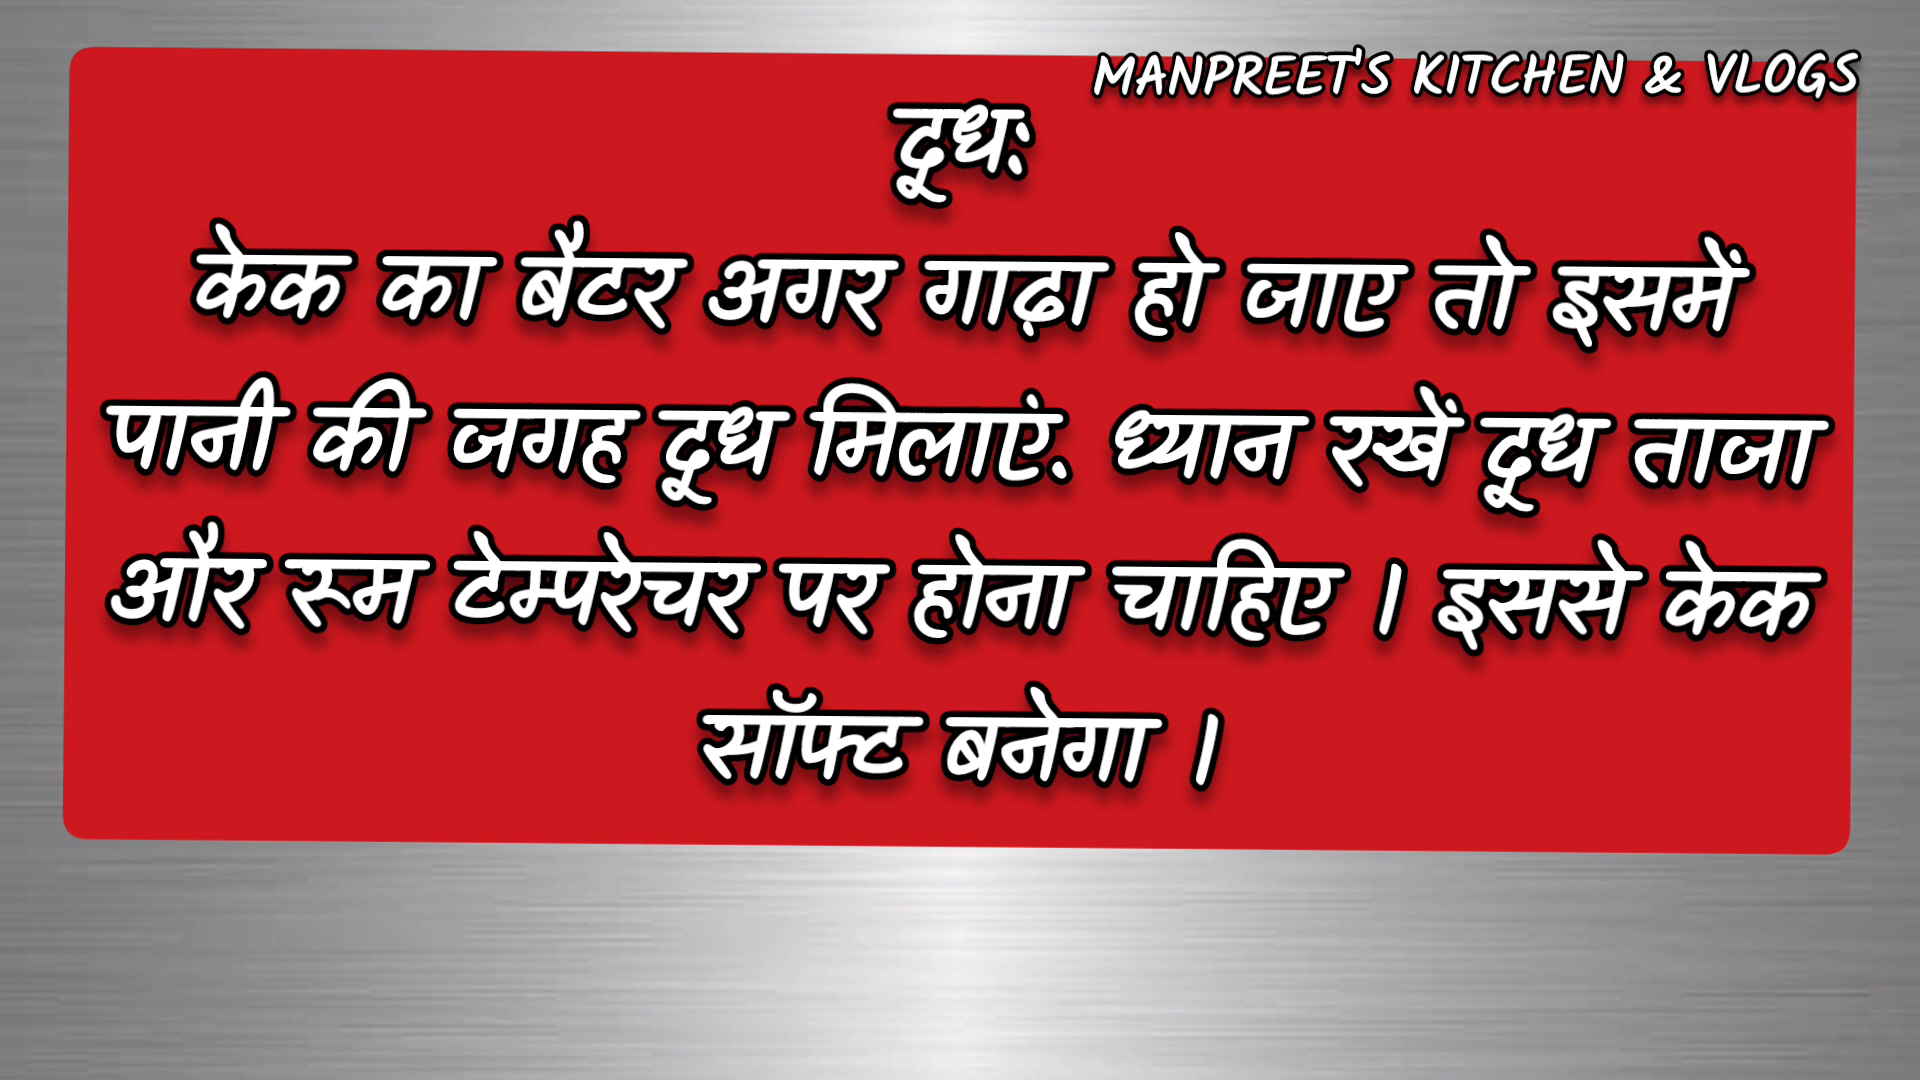 MANPREET'S KITCHEN & VLOGS
दूध:
केक का बैटर अगर गाढ़ा हो जाए तो इसमें
पानी की जगह दूध मिलाएं. ध्यान रखें दूध ताजा
और रूम टेम्परेचर पर होना चाहिए । इससे केक
सॉफ्ट बनेगा ।